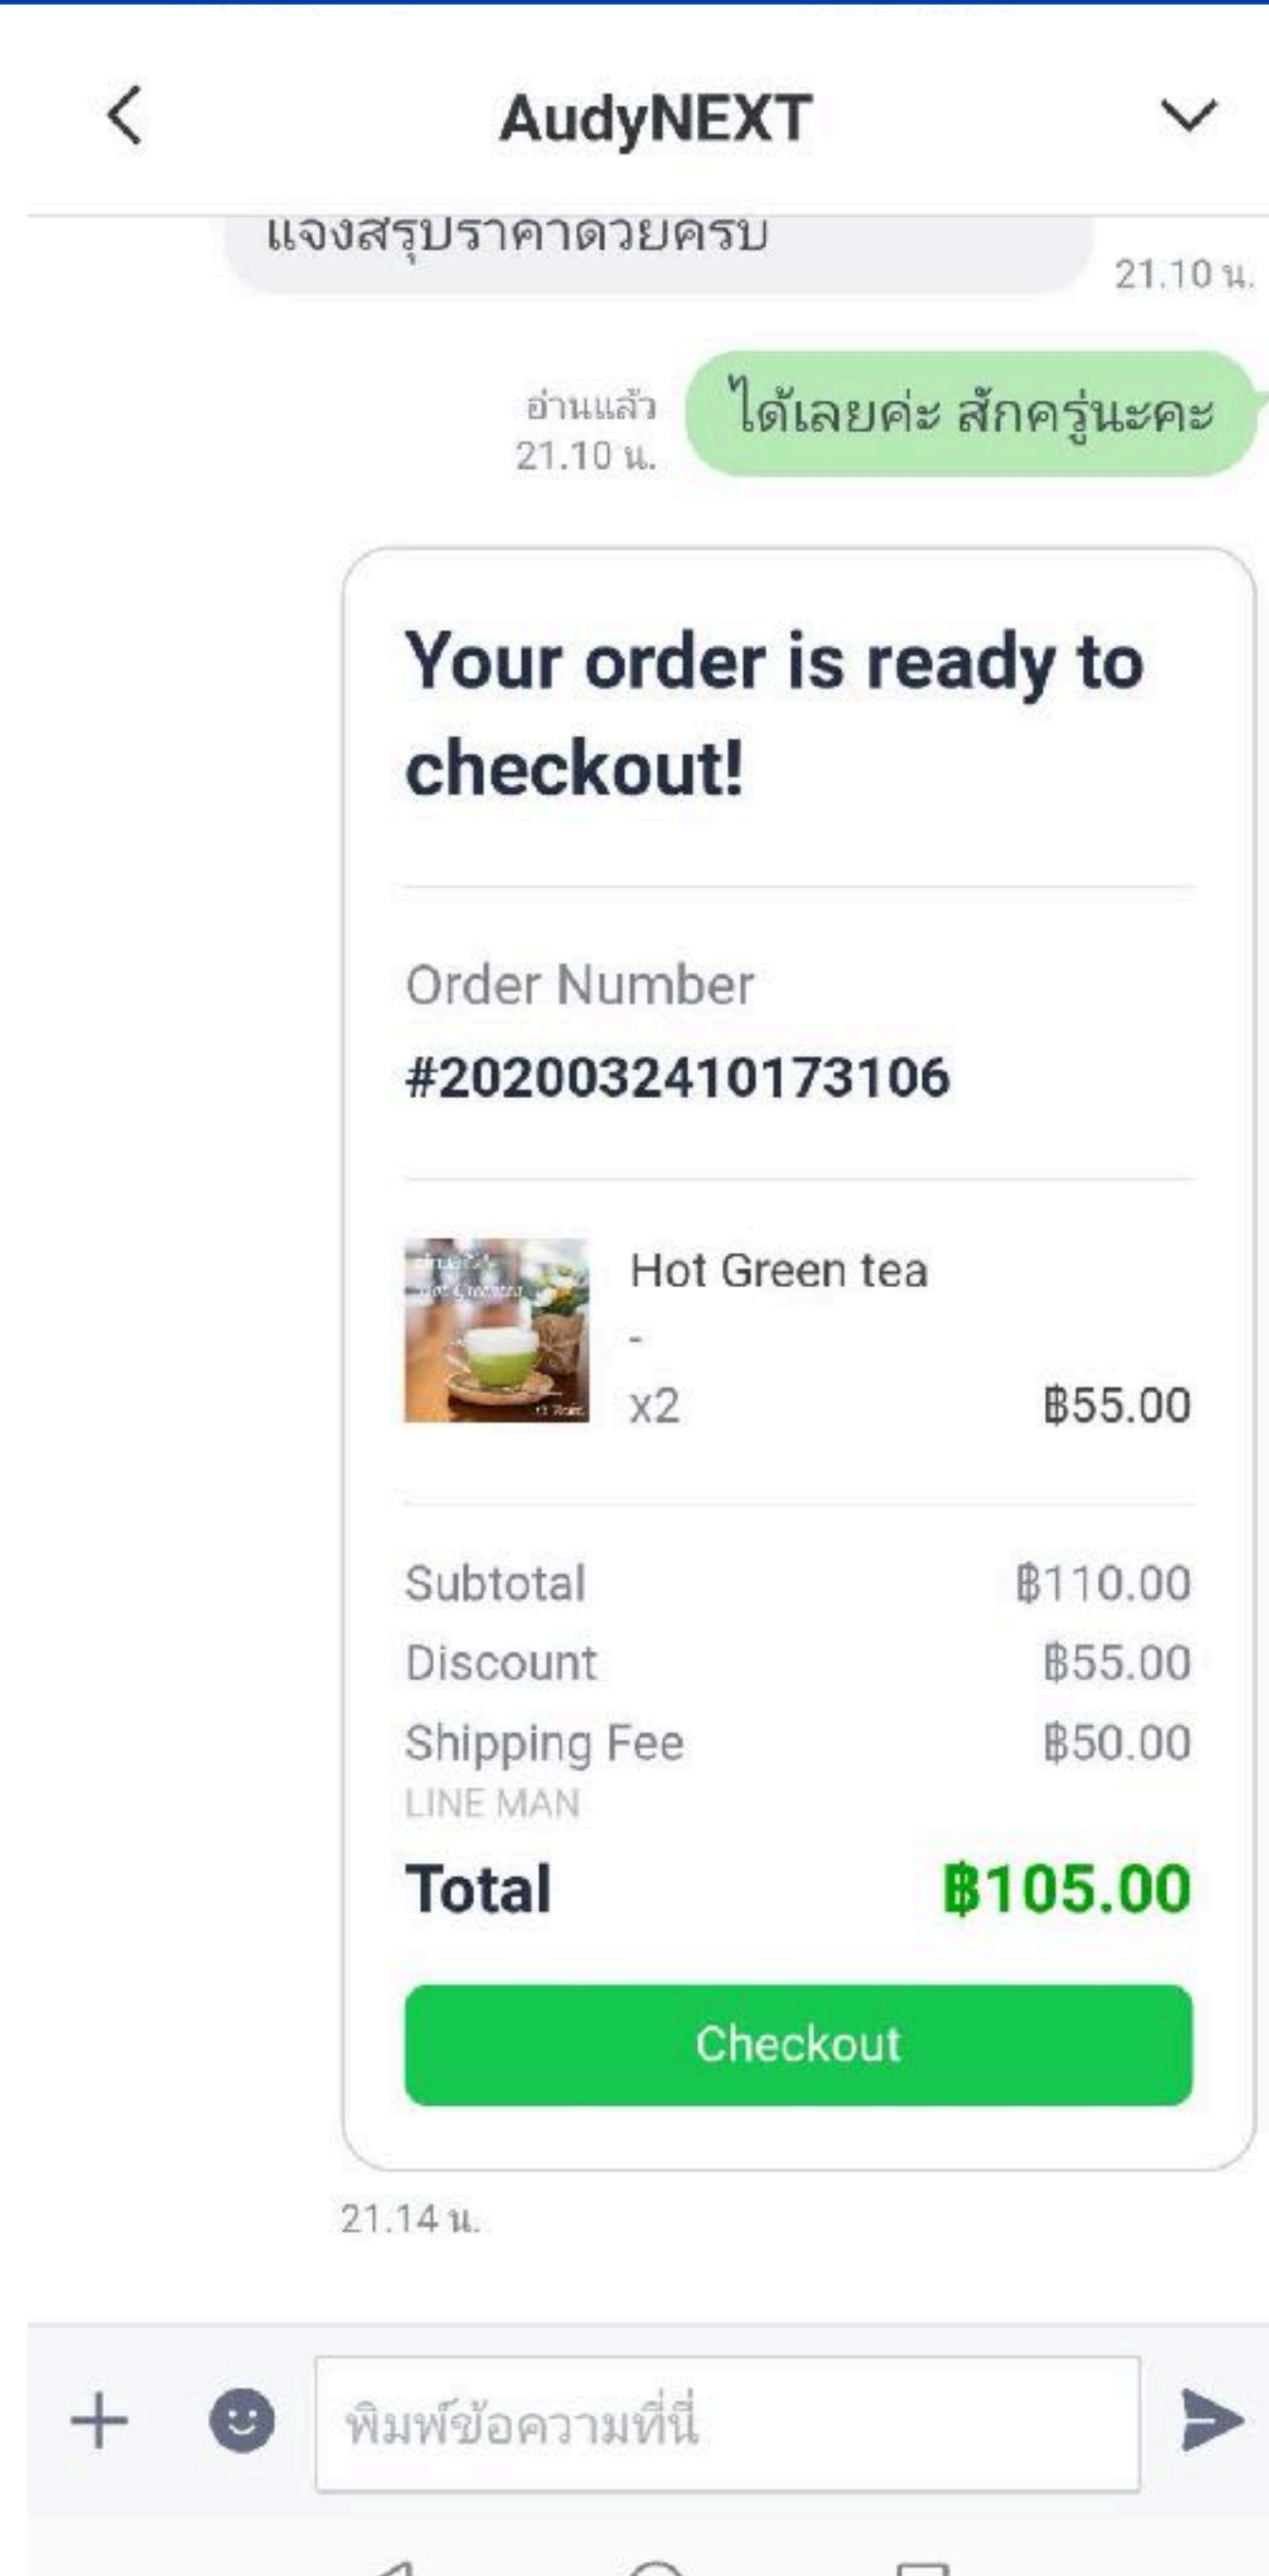 AudyNEXT
แจ้งสรุปราคาด้วยครับ
21.10 น.
ได้เลยค่ะ สักครู่นะคะ
อ่านแล้ว
21.10 น.
Your order is ready to
checkout!
Order Number
#2020032410173106
Hot Green tea
-
x2 ฿55.00
Subtotal ฿110.00
Discount ฿55.00
Shipping Fee ฿50.00
LINE MAN
Total ฿105.00
Checkout
21.14 น.
พิมพ์ข้อความที่นี่